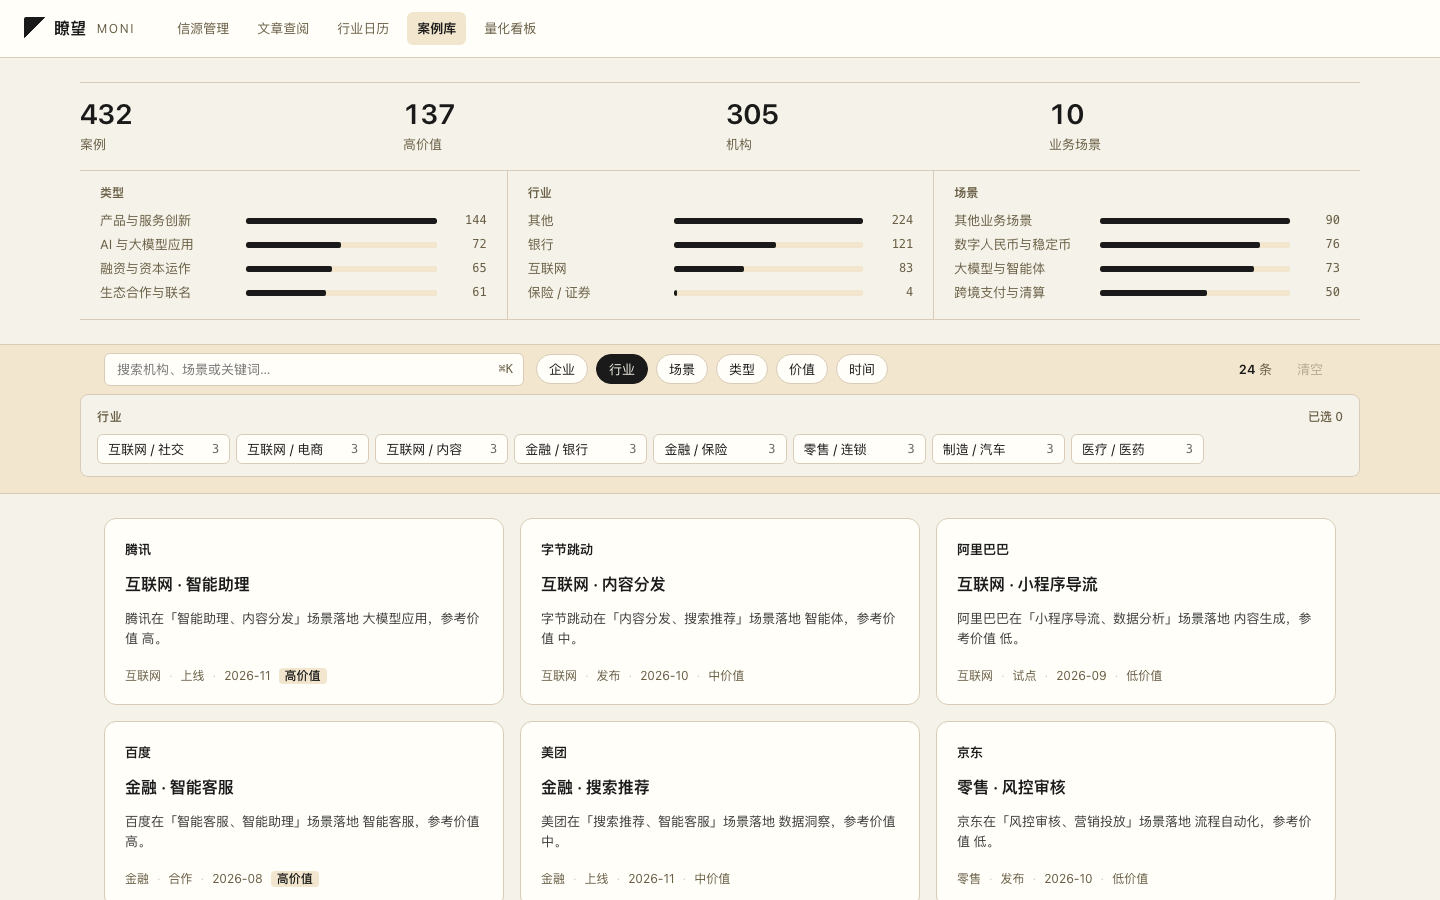 瞭望 MONI 信源管理 文章查阅 行业日历 案例库 量化看板
432 137 305 10
案例 高价值 机构 业务场景
类型
产品与服务创新 144
AI 与大模型应用 72
融资与资本运作 65
生态合作与联名 61
行业
其他 224
银行 121
互联网 83
保险 / 证券 4
场景
其他业务场景 90
数字人民币与稳定币 76
大模型与智能体 73
跨境支付与清算 50
搜索机构、场景或关键词... ⌘K 企业 行业 场景 类型 价值 时间 24 条 清空
行业 已选 0
互联网 / 社交 3 互联网 / 电商 3 互联网 / 内容 3 金融 / 银行 3 金融 / 保险 3 零售 / 连锁 3 制造 / 汽车 3 医疗 / 医药 3
腾讯
互联网 · 智能助理
腾讯在「智能助理、内容分发」场景落地 大模型应用，参考价
值 高。
互联网 · 上线 · 2026-11 高价值
字节跳动
互联网 · 内容分发
字节跳动在「内容分发、搜索推荐」场景落地 智能体，参考价
值 中。
互联网 · 发布 · 2026-10 · 中价值
阿里巴巴
互联网 · 小程序导流
阿里巴巴在「小程序导流、数据分析」场景落地 内容生成，参
考价值 低。
互联网 · 试点 · 2026-09 · 低价值
百度
金融 · 智能客服
百度在「智能客服、智能助理」场景落地 智能客服，参考价值
高。
金融 · 合作 · 2026-08 高价值
美团
金融 · 搜索推荐
美团在「搜索推荐、智能客服」场景落地 数据洞察，参考价值
中。
金融 · 上线 · 2026-11 · 中价值
京东
零售 · 风控审核
京东在「风控审核、营销投放」场景落地 流程自动化，参考价
值 低。
零售 · 发布 · 2026-10 · 低价值